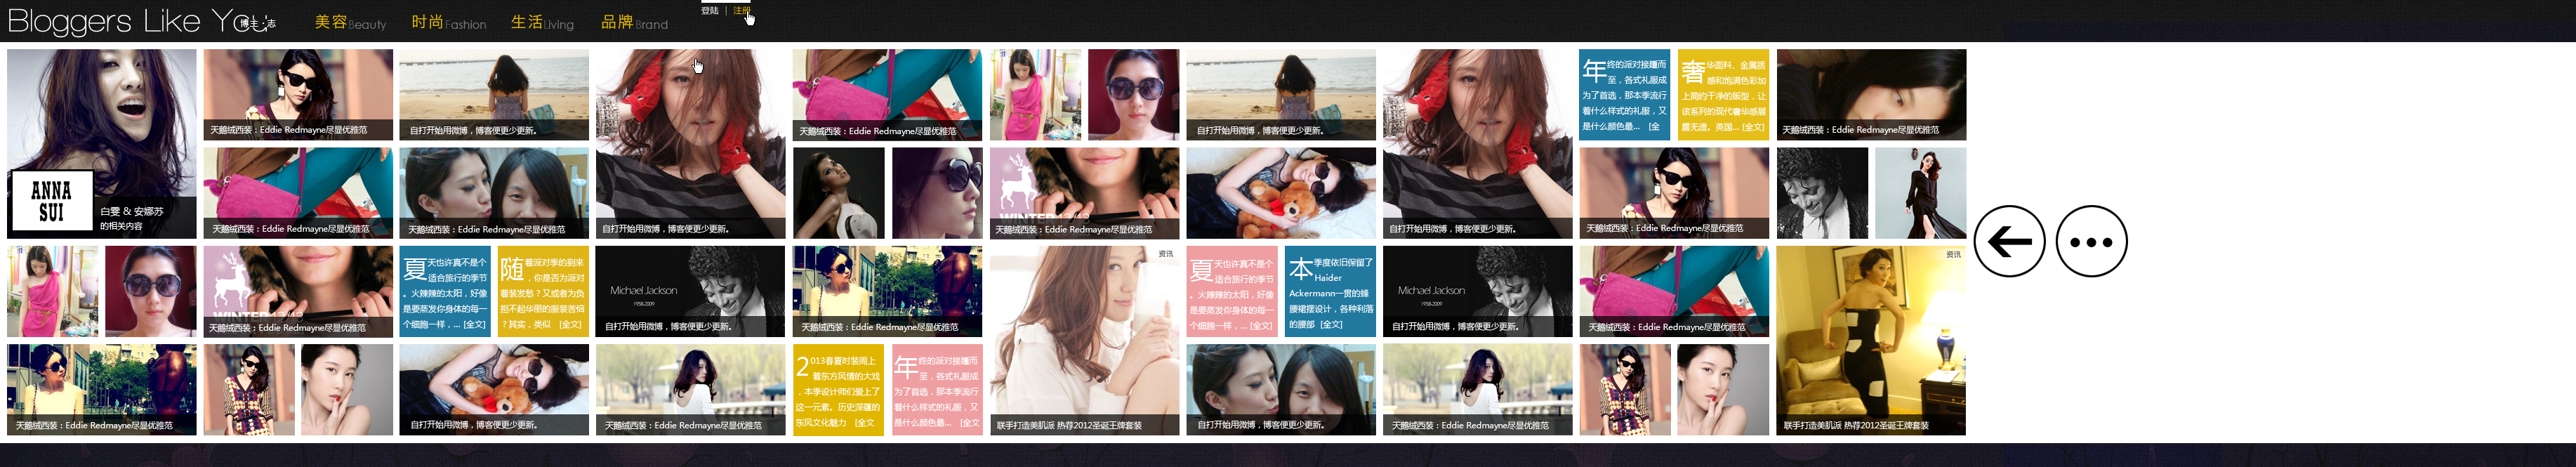 Bloggers Like You 博主·志 美容Beauty 时尚Fashion 生活Living 品牌Brand 登陆 | 注册
ANNA
SUI
白雯 & 安娜苏
的相关内容
天鹅绒西装：Eddie Redmayne尽显优雅范
自打开始用微博，博客便更少更新。
天鹅绒西装：Eddie Redmayne尽显优雅范
自打开始用微博，博客便更少更新。
年终的派对接踵而
至，各式礼服成
为了首选，那本季流行
着什么样式的礼服，又
是什么颜色最... [全
奢华面料、金属质
感和饱满色彩加
上简约干净的版型，让
该系列的现代奢华感展
露无遗。英国... [全文]
天鹅绒西装：Eddie Redmayne尽显优雅范
天鹅绒西装：Eddie Redmayne尽显优雅范
天鹅绒西装：Eddie Redmayne尽显优雅范
自打开始用微博，博客便更少更新。
WINTER12/13
天鹅绒西装：Eddie Redmayne尽显优雅范
自打开始用微博，博客便更少更新。
天鹅绒西装：Eddie Redmayne尽显优雅范
WINTER12/13
天鹅绒西装：Eddie Redmayne尽显优雅范
夏天也许真不是个
适合旅行的季节
。火辣辣的太阳，好像
是要蒸发你身体的每一
个细胞一样，... [全文]
随着派对季的到来
，你是否为派对
着装发愁？又或者为负
担不起华丽的服装苦恼
？其实，类似 [全文]
Michael Jackson
1958-2009
自打开始用微博，博客便更少更新。
天鹅绒西装：Eddie Redmayne尽显优雅范
资讯
夏天也许真不是个
适合旅行的季节
。火辣辣的太阳，好像
是要蒸发你身体的每一
个细胞一样，... [全文]
本季度依旧保留了
Haider
Ackermann一贯的蜂
腰裙摆设计，各种利落
的腰部 [全文]
Michael Jackson
1958-2009
自打开始用微博，博客便更少更新。
天鹅绒西装：Eddie Redmayne尽显优雅范
资讯
天鹅绒西装：Eddie Redmayne尽显优雅范
自打开始用微博，博客便更少更新。
天鹅绒西装：Eddie Redmayne尽显优雅范
2013春夏时装周上
，着东方风情的大戏
，本季设计师们爱上了
这一元素。历史深蕴的
东风文化魅力 [全文
年终的派对接踵而
至，各式礼服成
为了首选，那本季流行
着什么样式的礼服，又
是什么颜色最... [全文
联手打造美肌派 热荐2012圣诞王牌套装
自打开始用微博，博客便更少更新。
天鹅绒西装：Eddie Redmayne尽显优雅范
联手打造美肌派 热荐2012圣诞王牌套装